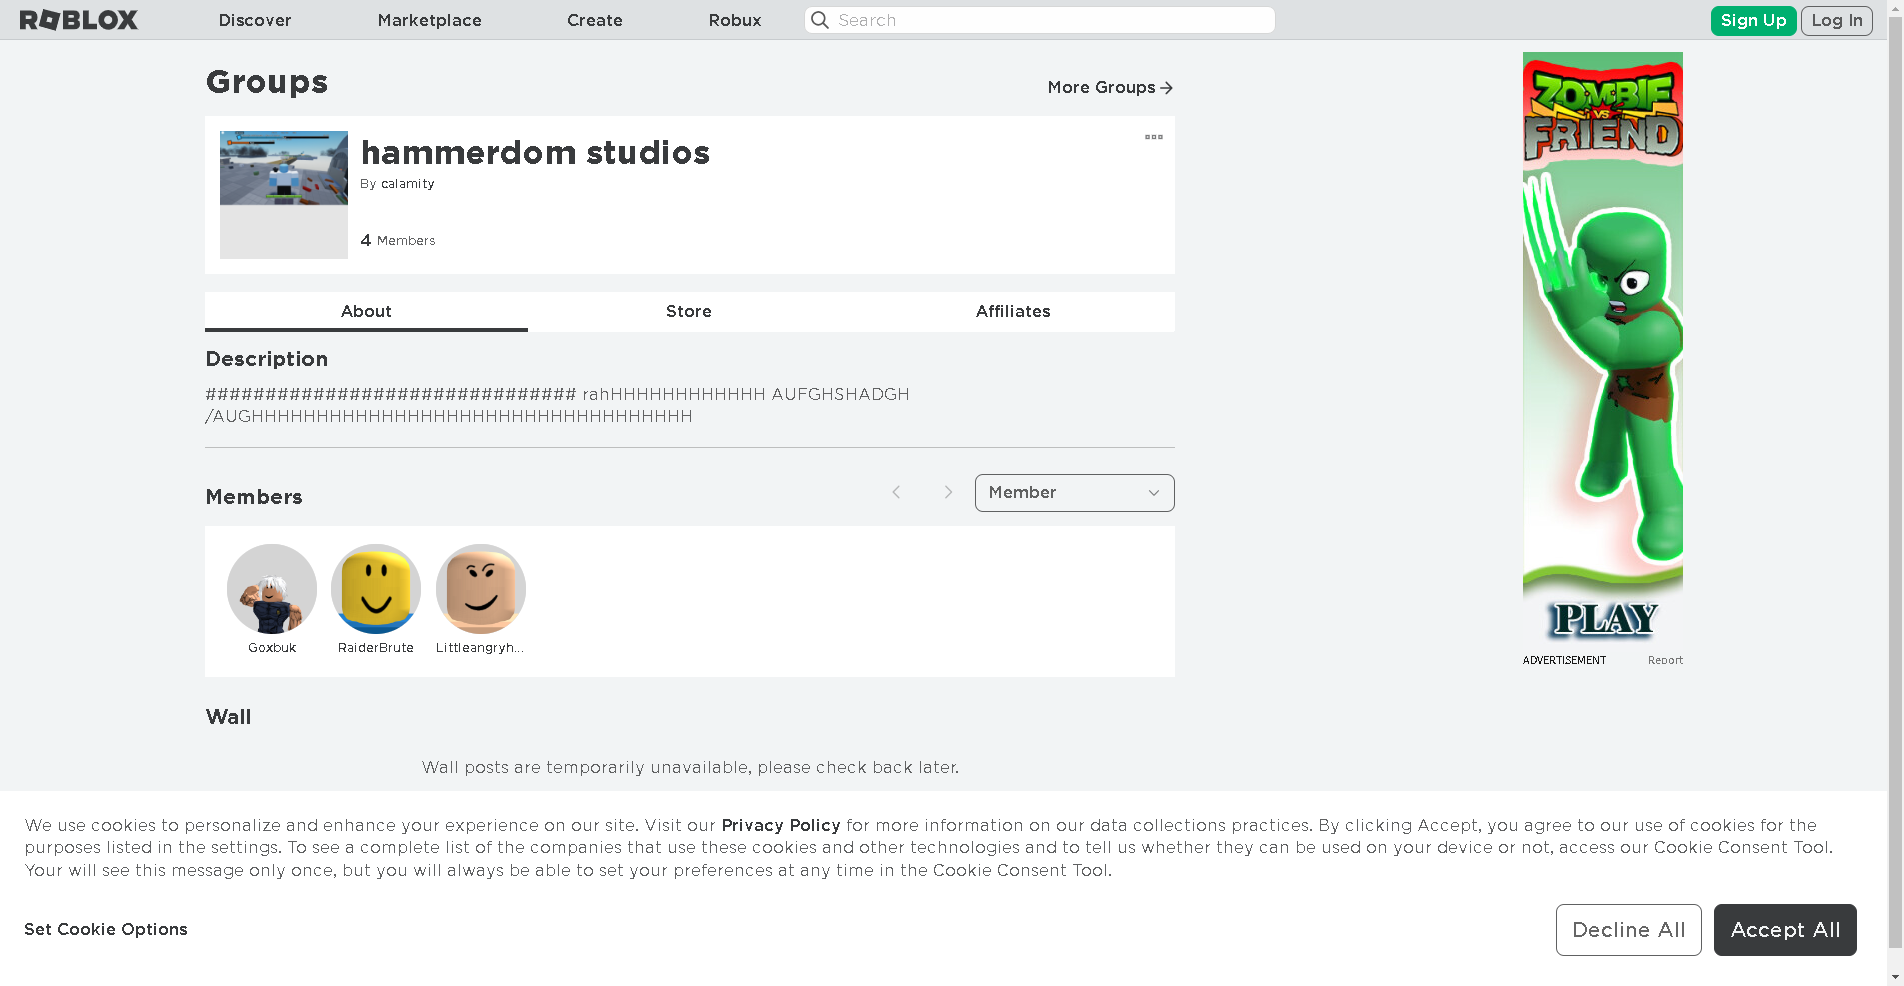 ROBLOX Discover Marketplace Create Robux Search Sign Up Log In
Groups
More Groups
hammerdom studios
By calamity
4 Members
About Store Affiliates
Description
############################### rahHHHHHHHHHHHH AUFGHSHADGH
/AUGHHHHHHHHHHHHHHHHHHHHHHHHHHHHHHHHHH
Members
Member
Goxbuk RaiderBrute Littleangryh...
Wall
Wall posts are temporarily unavailable, please check back later.
ZOMBIE
VS
FRIEND
PLAY
ADVERTISEMENT Report
We use cookies to personalize and enhance your experience on our site. Visit our Privacy Policy for more information on our data collections practices. By clicking Accept, you agree to our use of cookies for the
purposes listed in the settings. To see a complete list of the companies that use these cookies and other technologies and to tell us whether they can be used on your device or not, access our Cookie Consent Tool.
Your will see this message only once, but you will always be able to set your preferences at any time in the Cookie Consent Tool.
Set Cookie Options
Decline All Accept All